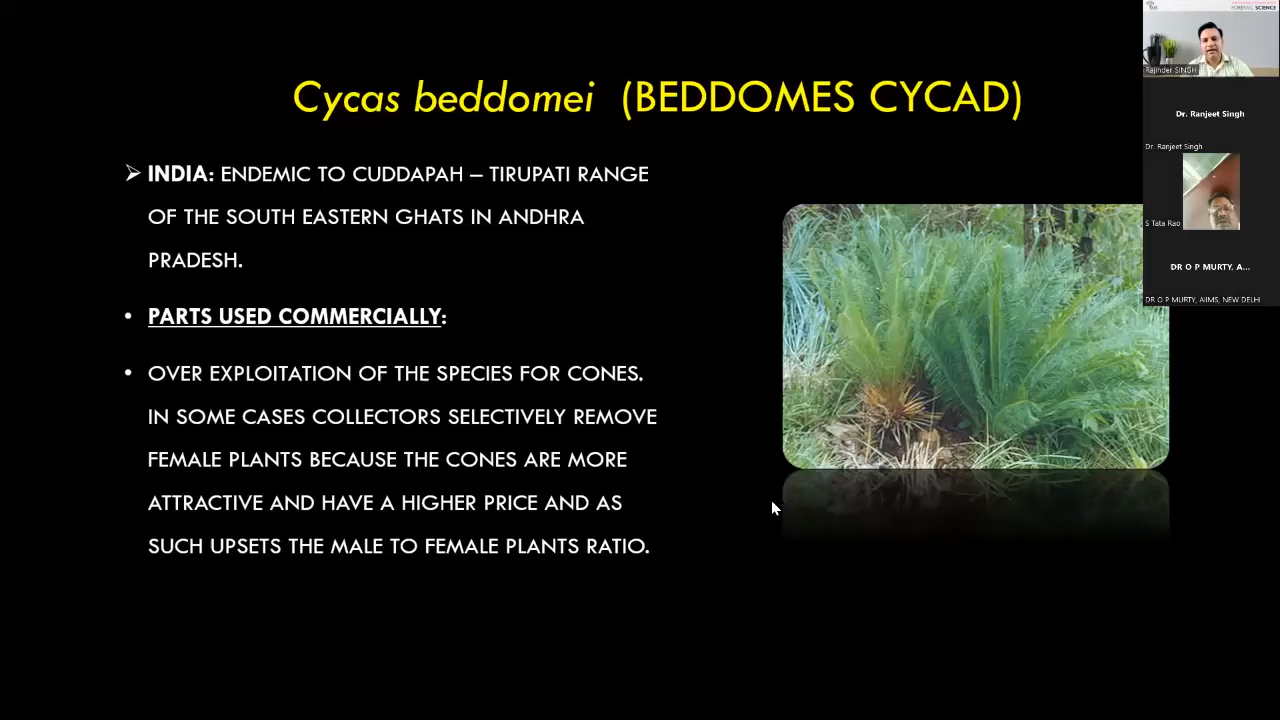 Cycas beddomei (BEDDOMES CYCAD)
➢ INDIA: ENDEMIC TO CUDDAPAH – TIRUPATI RANGE
OF THE SOUTH EASTERN GHATS IN ANDHRA
PRADESH.
• PARTS USED COMMERCIALLY:
• OVER EXPLOITATION OF THE SPECIES FOR CONES.
IN SOME CASES COLLECTORS SELECTIVELY REMOVE
FEMALE PLANTS BECAUSE THE CONES ARE MORE
ATTRACTIVE AND HAVE A HIGHER PRICE AND AS
SUCH UPSETS THE MALE TO FEMALE PLANTS RATIO.
FORENSIC SCIENCE
Rajinder SINGH
Dr. Ranjeet Singh
Dr. Ranjeet Singh
S Tata Rao
DR O P MURTY, A...
DR O P MURTY, AIIMS, NEW DELHI